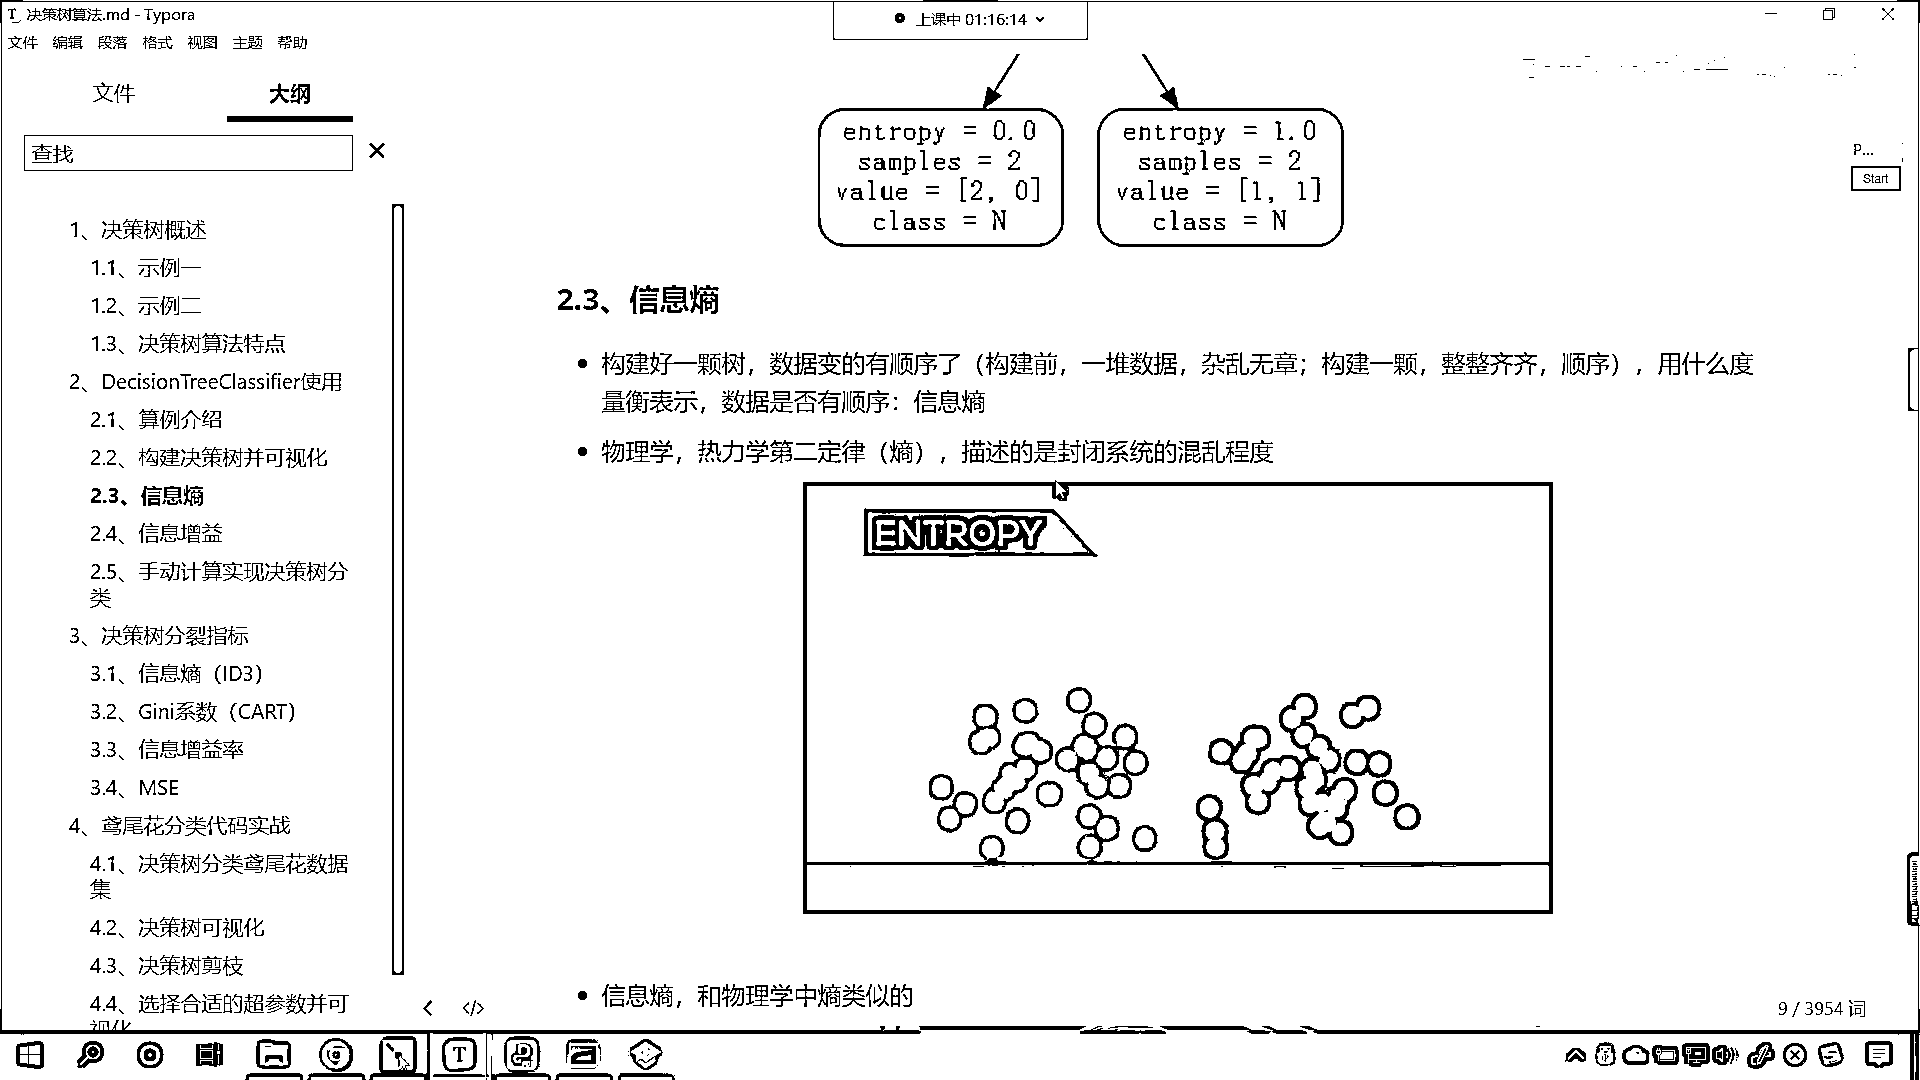 决策树算法.md - Typora
上课中 01:16:14
文件 编辑 段落 格式 视图 主题 帮助
文件 大纲
查找
1、决策树概述
1.1、示例一
1.2、示例二
1.3、决策树算法特点
2、DecisionTreeClassifier使用
2.1、算例介绍
2.2、构建决策树并可视化
2.3、信息熵
2.4、信息增益
2.5、手动计算实现决策树分
类
3、决策树分裂指标
3.1、信息熵（ID3）
3.2、Gini系数（CART）
3.3、信息增益率
3.4、MSE
4、鸢尾花分类代码实战
4.1、决策树分类鸢尾花数据
集
4.2、决策树可视化
4.3、决策树剪枝
4.4、选择合适的超参数并可
视化
entropy = 0.0
samples = 2
value = [2, 0]
class = N
entropy = 1.0
samples = 2
value = [1, 1]
class = N
P...
Start
2.3、信息熵
构建好一颗树，数据变的有顺序了（构建前，一堆数据，杂乱无章；构建一颗，整整齐齐，顺序），用什么度
量衡表示，数据是否有顺序：信息熵
物理学，热力学第二定律（熵），描述的是封闭系统的混乱程度
ENTROPY
信息熵，和物理学中熵类似的
9 / 3954 词